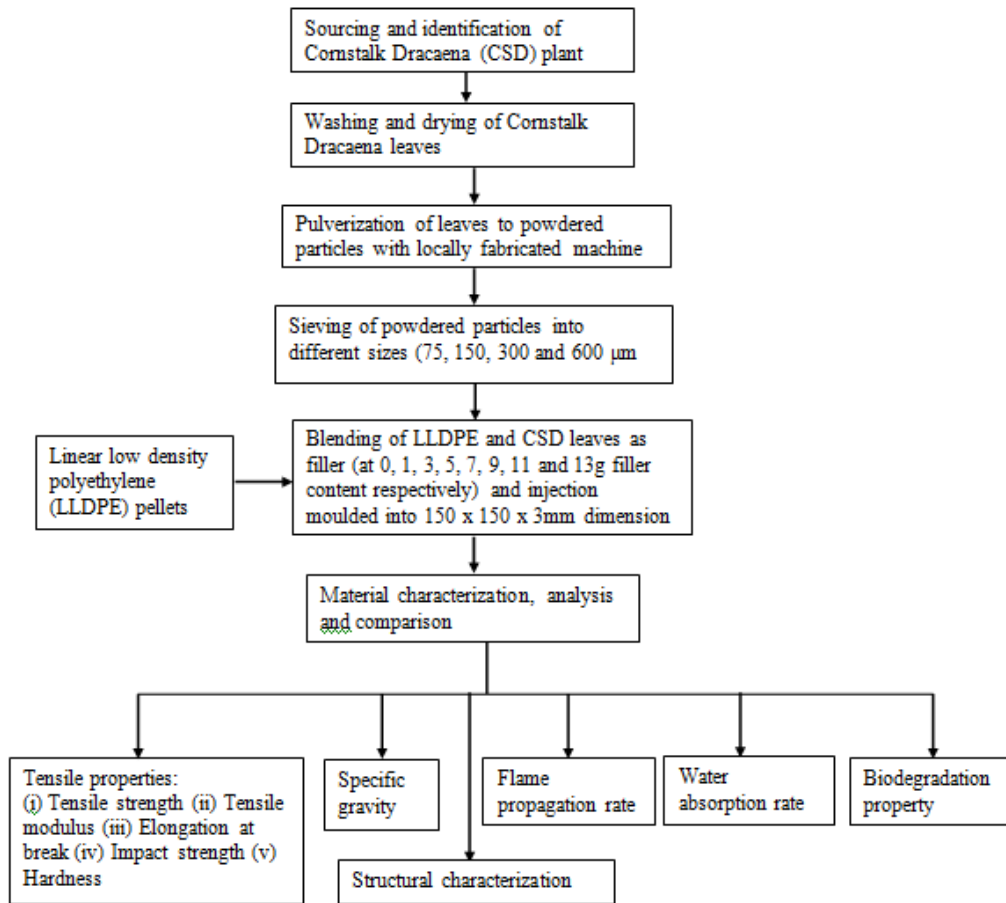 Sourcing and identification of
Cornstalk Dracaena (CSD) plant
Washing and drying of Cornstalk
Dracaena leaves
Pulverization of leaves to powdered
particles with locally fabricated machine
Sieving of powdered particles into
different sizes (75, 150, 300 and 600 µm
Linear low density
polyethylene
(LLDPE) pellets
Blending of LLDPE and CSD leaves as
filler (at 0, 1, 3, 5, 7, 9, 11 and 13g filler
content respectively) and injection
moulded into 150 x 150 x 3mm dimension
Material characterization, analysis
and comparison
Tensile properties:
(i) Tensile strength (ii) Tensile
modulus (iii) Elongation at
break (iv) Impact strength (v)
Hardness
Specific
gravity
Structural characterization
Flame
propagation rate
Water
absorption rate
Biodegradation
property